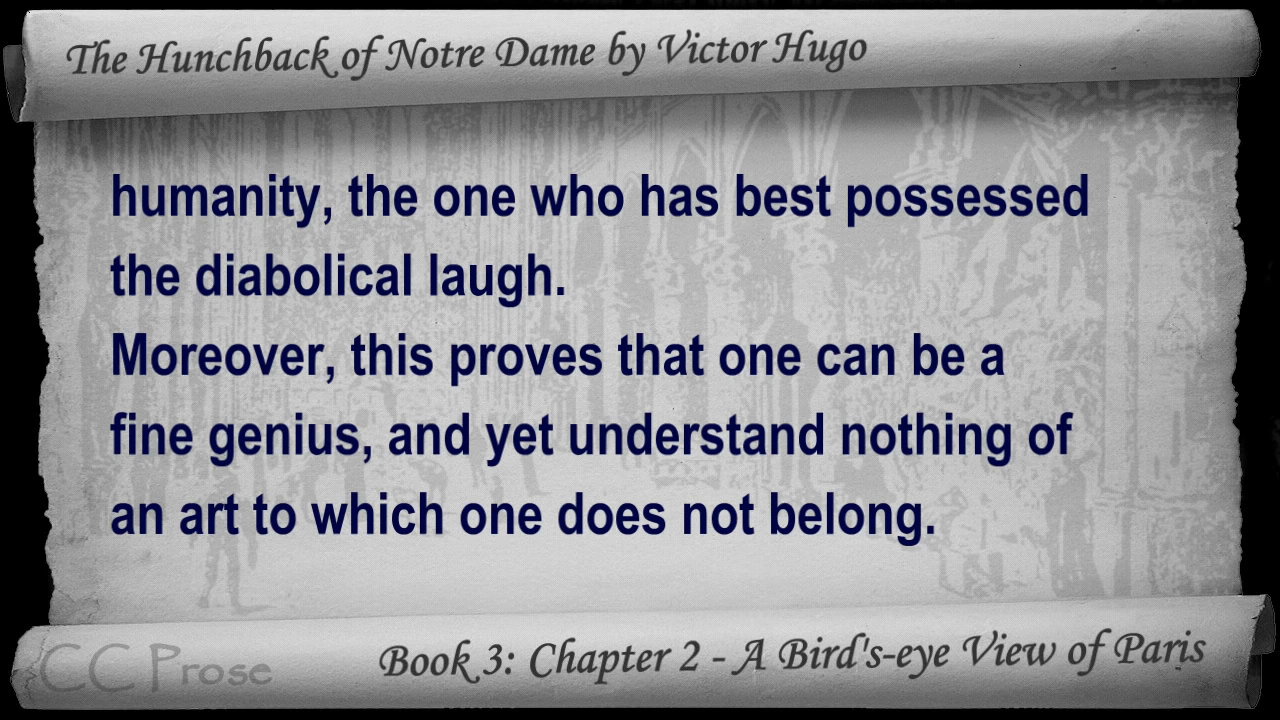 The Hunchback of Notre Dame by Victor Hugo
humanity, the one who has best possessed
the diabolical laugh.
Moreover, this proves that one can be a
fine genius, and yet understand nothing of
an art to which one does not belong.
CC Prose
Book 3: Chapter 2 - A Bird's-eye View of Paris